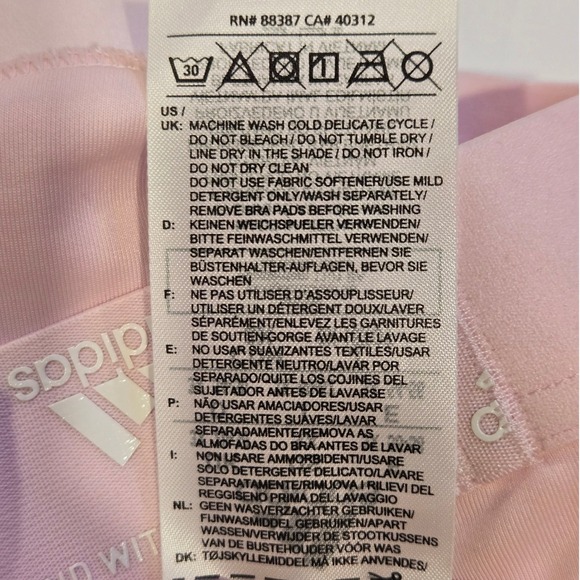 RN# 88387 CA# 40312
30
US /
UK: MACHINE WASH COLD DELICATE CYCLE /
DO NOT BLEACH / DO NOT TUMBLE DRY /
LINE DRY IN THE SHADE / DO NOT IRON /
DO NOT DRY CLEAN
DO NOT USE FABRIC SOFTENER/USE MILD
DETERGENT ONLY/WASH SEPARATELY/
REMOVE BRA PADS BEFORE WASHING
D: KEINEN WEICHSPUELER VERWENDEN/
BITTE FEINWASCHMITTEL VERWENDEN/
SEPARAT WASCHEN/ENTFERNEN SIE
BÜSTENHALTER-AUFLAGEN, BEVOR SIE
WASCHEN
F: NE PAS UTILISER D'ASSOUPLISSEUR/
UTILISER UN DÉTERGENT DOUX/LAVER
SÉPARÉMENT/ENLEVEZ LES GARNITURES
DE SOUTIEN-GORGE AVANT LE LAVAGE
E: NO USAR SUAVIZANTES TEXTILES/USAR
DETERGENTE NEUTRO/LAVAR POR
SEPARADO/QUITE LOS COJINES DEL
SUJETADOR ANTES DE LAVARSE
P: NÃO USAR AMACIADORES/USAR
DETERGENTES SUAVES/LAVAR
SEPARADAMENTE/REMOVA AS
ALMOFADAS DO BRA ANTES DE LAVAR
I: NON USARE AMMORBIDENTI/USARE
SOLO DETERGENTE DELICATO/LAVARE
SEPARATAMENTE/RIMUOVA I RILIEVI DEL
REGGISENO PRIMA DEL LAVAGGIO
NL: GEEN WASVERZACHTER GEBRUIKEN/
FIJNWASMIDDEL GEBRUIKEN/APART
WASSEN/VERWIJDER DE STOOTKUSSENS
VAN DE BUSTEHOUDER VÓÓR WAS
DK: TØJSKYLLEMIDDEL MÅ IKKE ANVENDES/
adidas